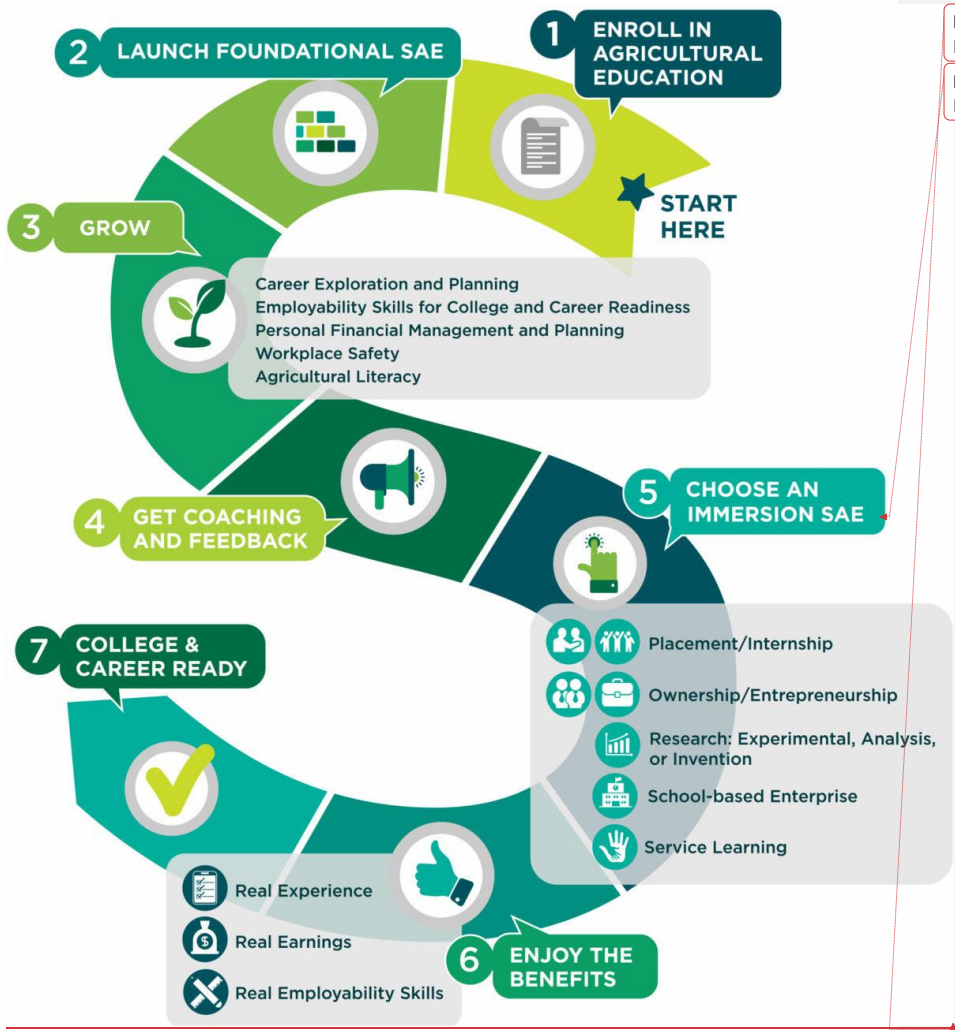 1
ENROLL IN
AGRICULTURAL
EDUCATION
START
HERE
2
LAUNCH FOUNDATIONAL SAE
3
GROW
Career Exploration and Planning
Employability Skills for College and Career Readiness
Personal Financial Management and Planning
Workplace Safety
Agricultural Literacy
4
GET COACHING
AND FEEDBACK
5
CHOOSE AN
IMMERSION SAE
Placement/Internship
Ownership/Entrepreneurship
Research: Experimental, Analysis,
or Invention
School-based Enterprise
Service Learning
6
ENJOY THE
BENEFITS
Real Experience
Real Earnings
Real Employability Skills
7
COLLEGE &
CAREER READY